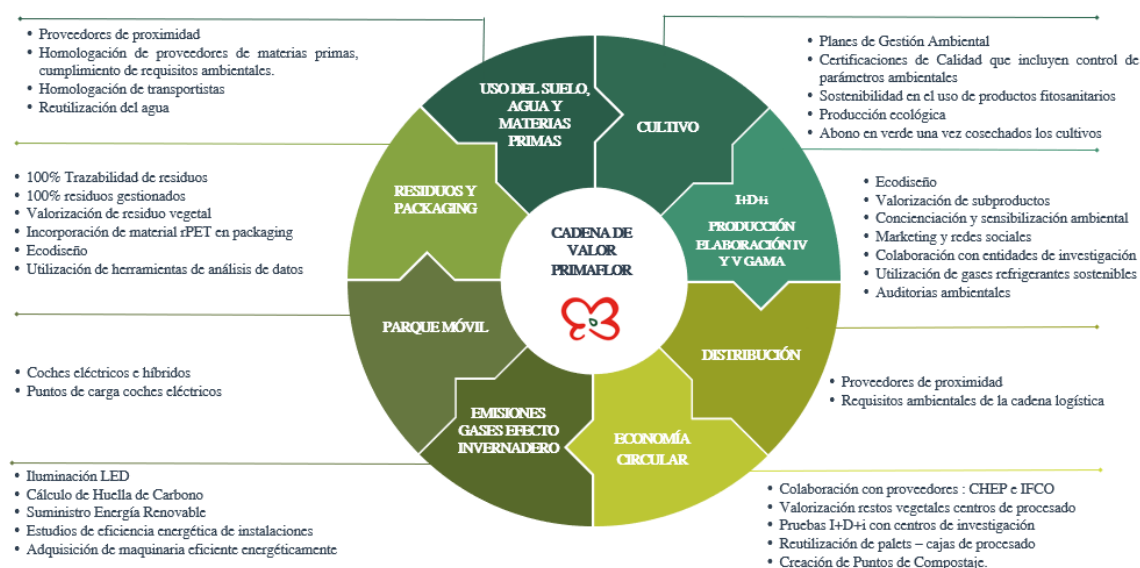 • Proveedores de proximidad
• Homologación de proveedores de materias primas,
cumplimiento de requisitos ambientales.
• Homologación de transportistas
• Reutilización del agua
• 100% Trazabilidad de residuos
• 100% residuos gestionados
• Valorización de residuo vegetal
• Incorporación de material rPET en packaging
• Ecodiseño
• Utilización de herramientas de análisis de datos
• Coches eléctricos e híbridos
• Puntos de carga coches eléctricos
• Iluminación LED
• Cálculo de Huella de Carbono
• Suministro Energía Renovable
• Estudios de eficiencia energética de instalaciones
• Adquisición de maquinaria eficiente energéticamente
USO DEL SUELO,
AGUA Y
MATERIAS
PRIMAS
CULTIVO
RESIDUOS Y
PACKAGING
I+D+i
PRODUCCIÓN
ELABORACIÓN IV
Y V GAMA
CADENA DE
VALOR
PRIMAFLOR
PARQUE MÓVIL
DISTRIBUCIÓN
EMISIONES
GASES EFECTO
INVERNADERO
ECONOMÍA
CIRCULAR
• Planes de Gestión Ambiental
• Certificaciones de Calidad que incluyen control de
parámetros ambientales
• Sostenibilidad en el uso de productos fitosanitarios
• Producción ecológica
• Abono en verde una vez cosechados los cultivos
• Ecodiseño
• Valorización de subproductos
• Concienciación y sensibilización ambiental
• Marketing y redes sociales
• Colaboración con entidades de investigación
• Utilización de gases refrigerantes sostenibles
• Auditorias ambientales
• Proveedores de proximidad
• Requisitos ambientales de la cadena logística
• Colaboración con proveedores : CHEP e IFCO
• Valorización restos vegetales centros de procesado
• Pruebas I+D+i con centros de investigación
• Reutilización de palets – cajas de procesado
• Creación de Puntos de Compostaje.